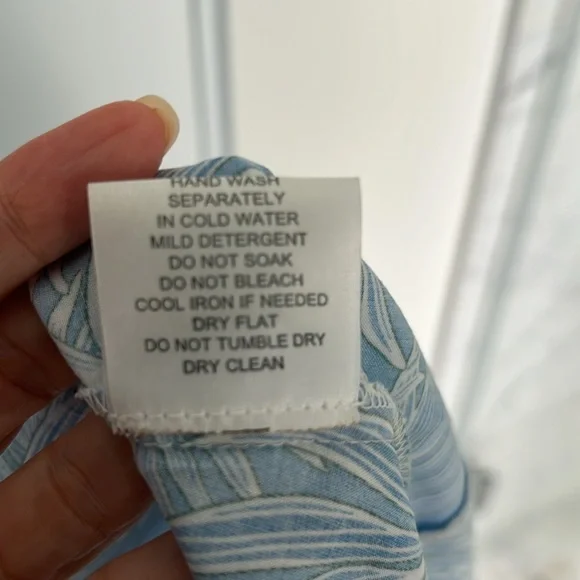 HAND WASH
SEPARATELY
IN COLD WATER
MILD DETERGENT
DO NOT SOAK
DO NOT BLEACH
COOL IRON IF NEEDED
DRY FLAT
DO NOT TUMBLE DRY
DRY CLEAN